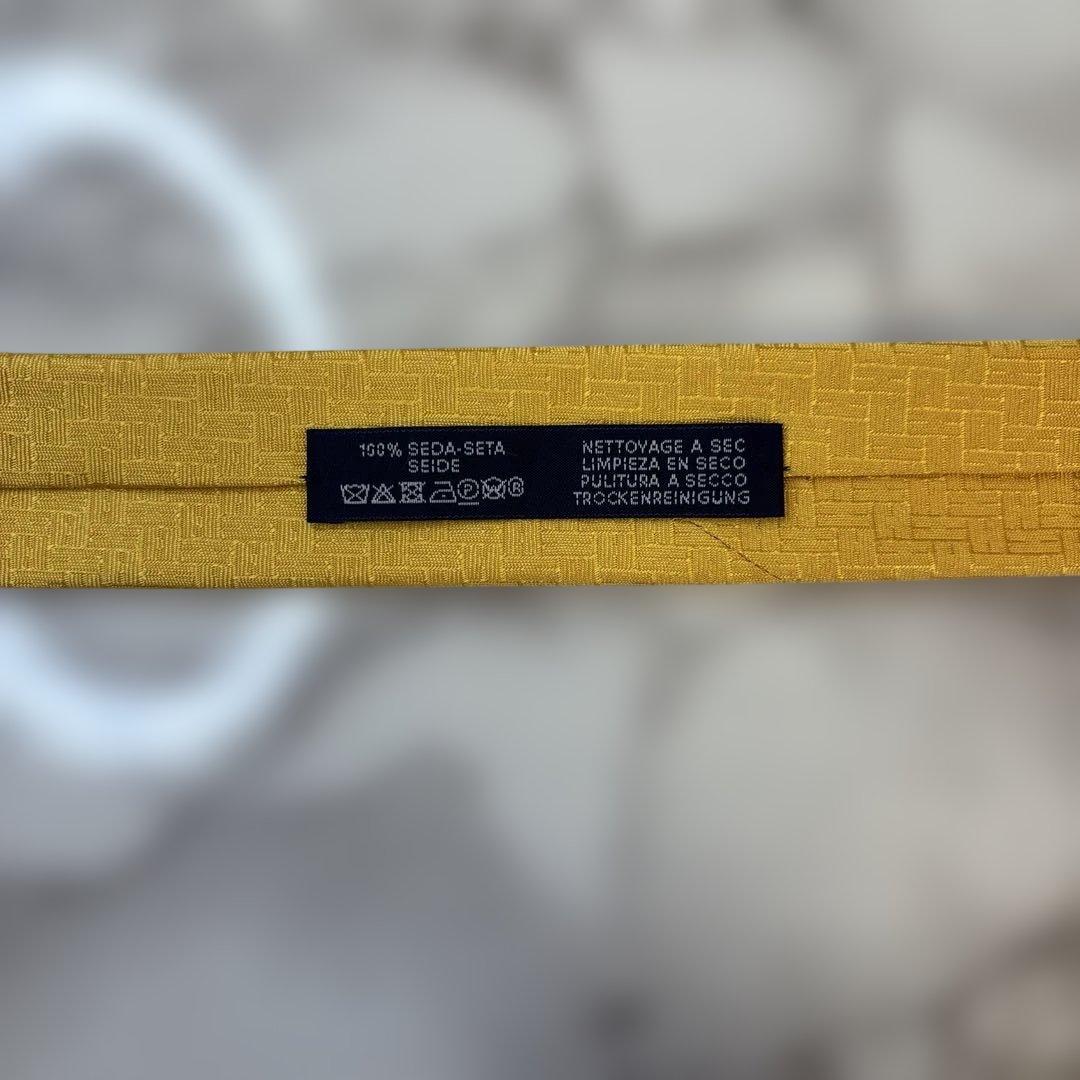 100% SEDA-SETA
SEIDE
NETTOYAGE A SEC
LIMPIEZA EN SECO
PULITURA A SECCO
TROCKENREINIGUNG